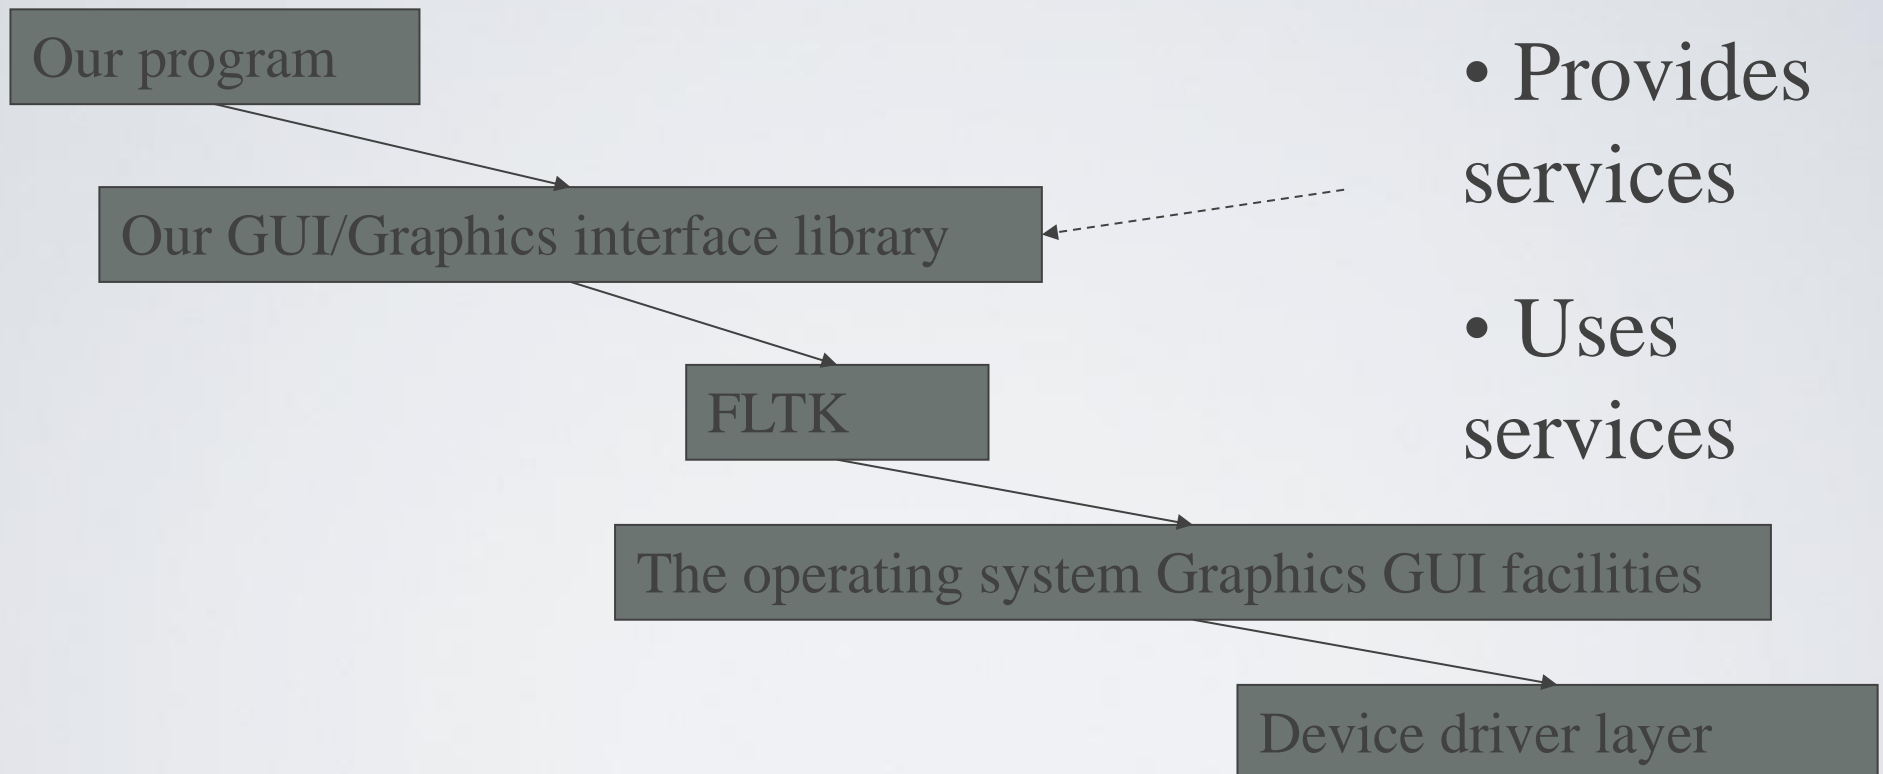 Our program
Our GUI/Graphics interface library
FLTK
The operating system Graphics GUI facilities
Device driver layer
• Provides
services
• Uses
services